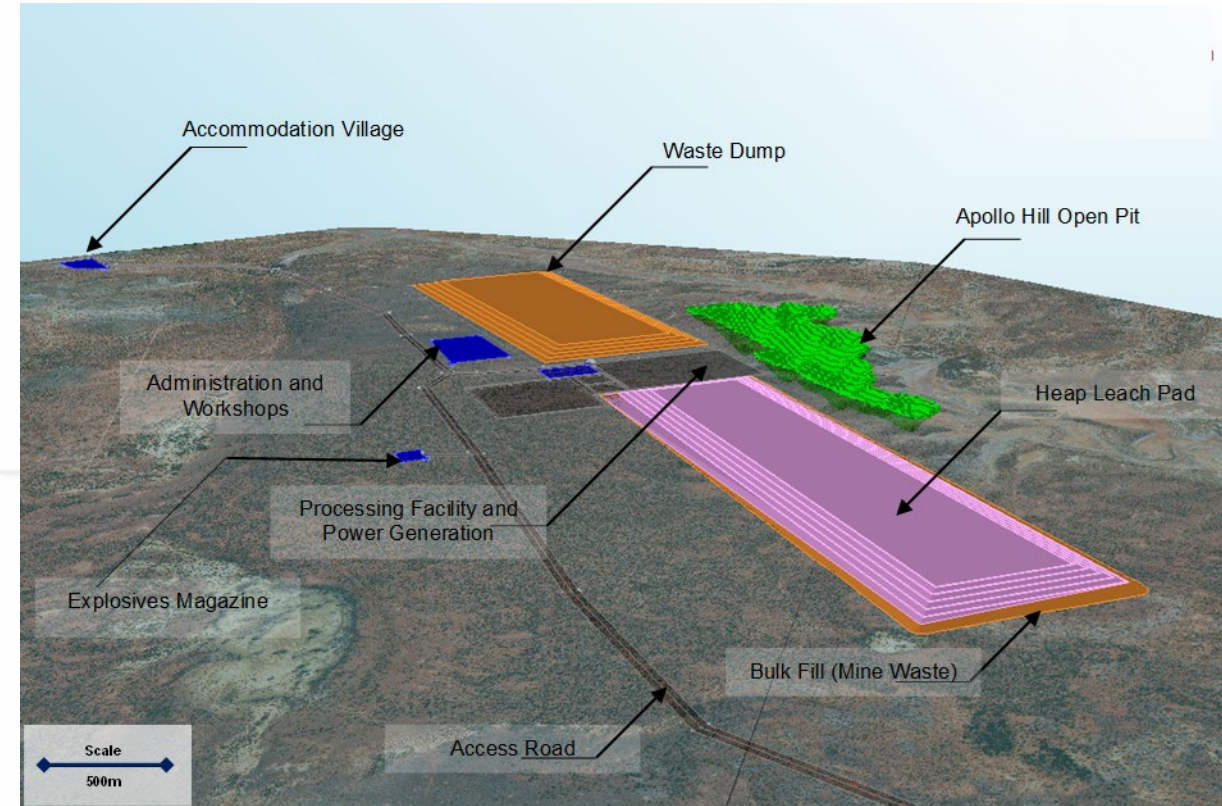 Accommodation Village
Waste Dump
Apollo Hill Open Pit
Administration and
Workshops
Heap Leach Pad
Processing Facility and
Power Generation
Explosives Magazine
Bulk Fill (Mine Waste)
Access Road
Scale
500m